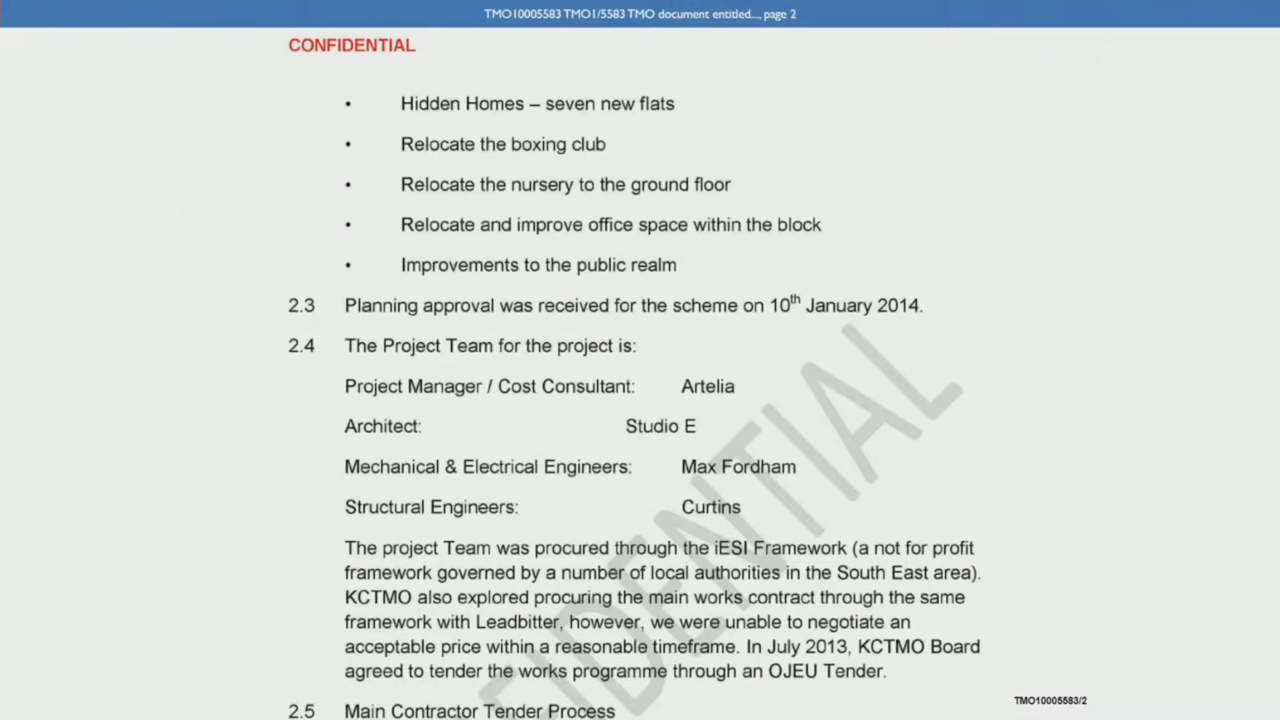 TMO10005583 TMO1/5583 TMO document entitled..., page 2
CONFIDENTIAL
• Hidden Homes – seven new flats
• Relocate the boxing club
• Relocate the nursery to the ground floor
• Relocate and improve office space within the block
• Improvements to the public realm
2.3 Planning approval was received for the scheme on 10th January 2014.
2.4 The Project Team for the project is:
Project Manager / Cost Consultant: Artelia
Architect: Studio E
Mechanical & Electrical Engineers: Max Fordham
Structural Engineers: Curtins
The project Team was procured through the iESI Framework (a not for profit
framework governed by a number of local authorities in the South East area).
KCTMO also explored procuring the main works contract through the same
framework with Leadbitter, however, we were unable to negotiate an
acceptable price within a reasonable timeframe. In July 2013, KCTMO Board
agreed to tender the works programme through an OJEU Tender.
TMO10005583/2
2.5 Main Contractor Tender Process
FIDENTIAL